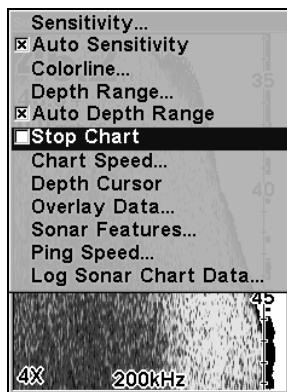 Sensitivity...
Auto Sensitivity
Colorline...
Depth Range...
35
Auto Depth Range
Stop Chart
Chart Speed...
Depth Cursor
40
Overlay Data...
Sonar Features...
Ping Speed...
Log Sonar Chart Data...
45
4X 200kHz